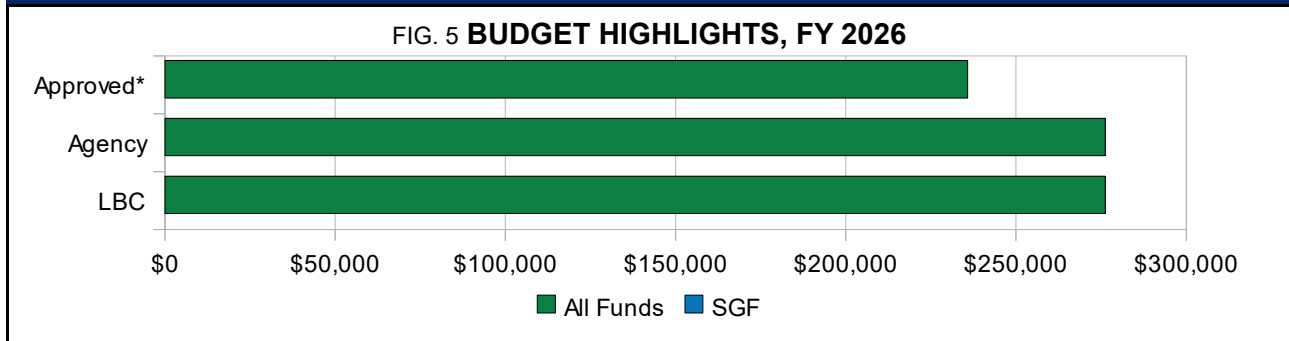 FIG. 5 BUDGET HIGHLIGHTS, FY 2026
Approved*
Agency
LBC
$0 $50,000 $100,000 $150,000 $200,000 $250,000 $300,000
All Funds SGF